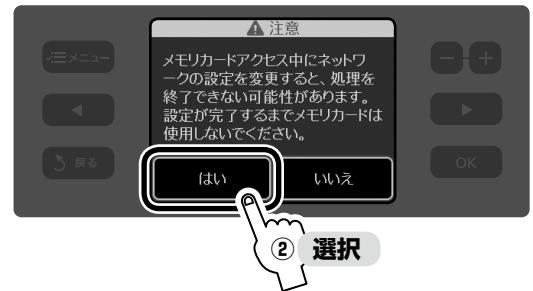 注意
メニュー
メモリカードアクセス中にネットワ
ークの設定を変更すると、処理を
終了できない可能性があります。
設定が完了するまでメモリカードは
使用しないでください。
- +
戻る
はい
いいえ
OK
② 選択